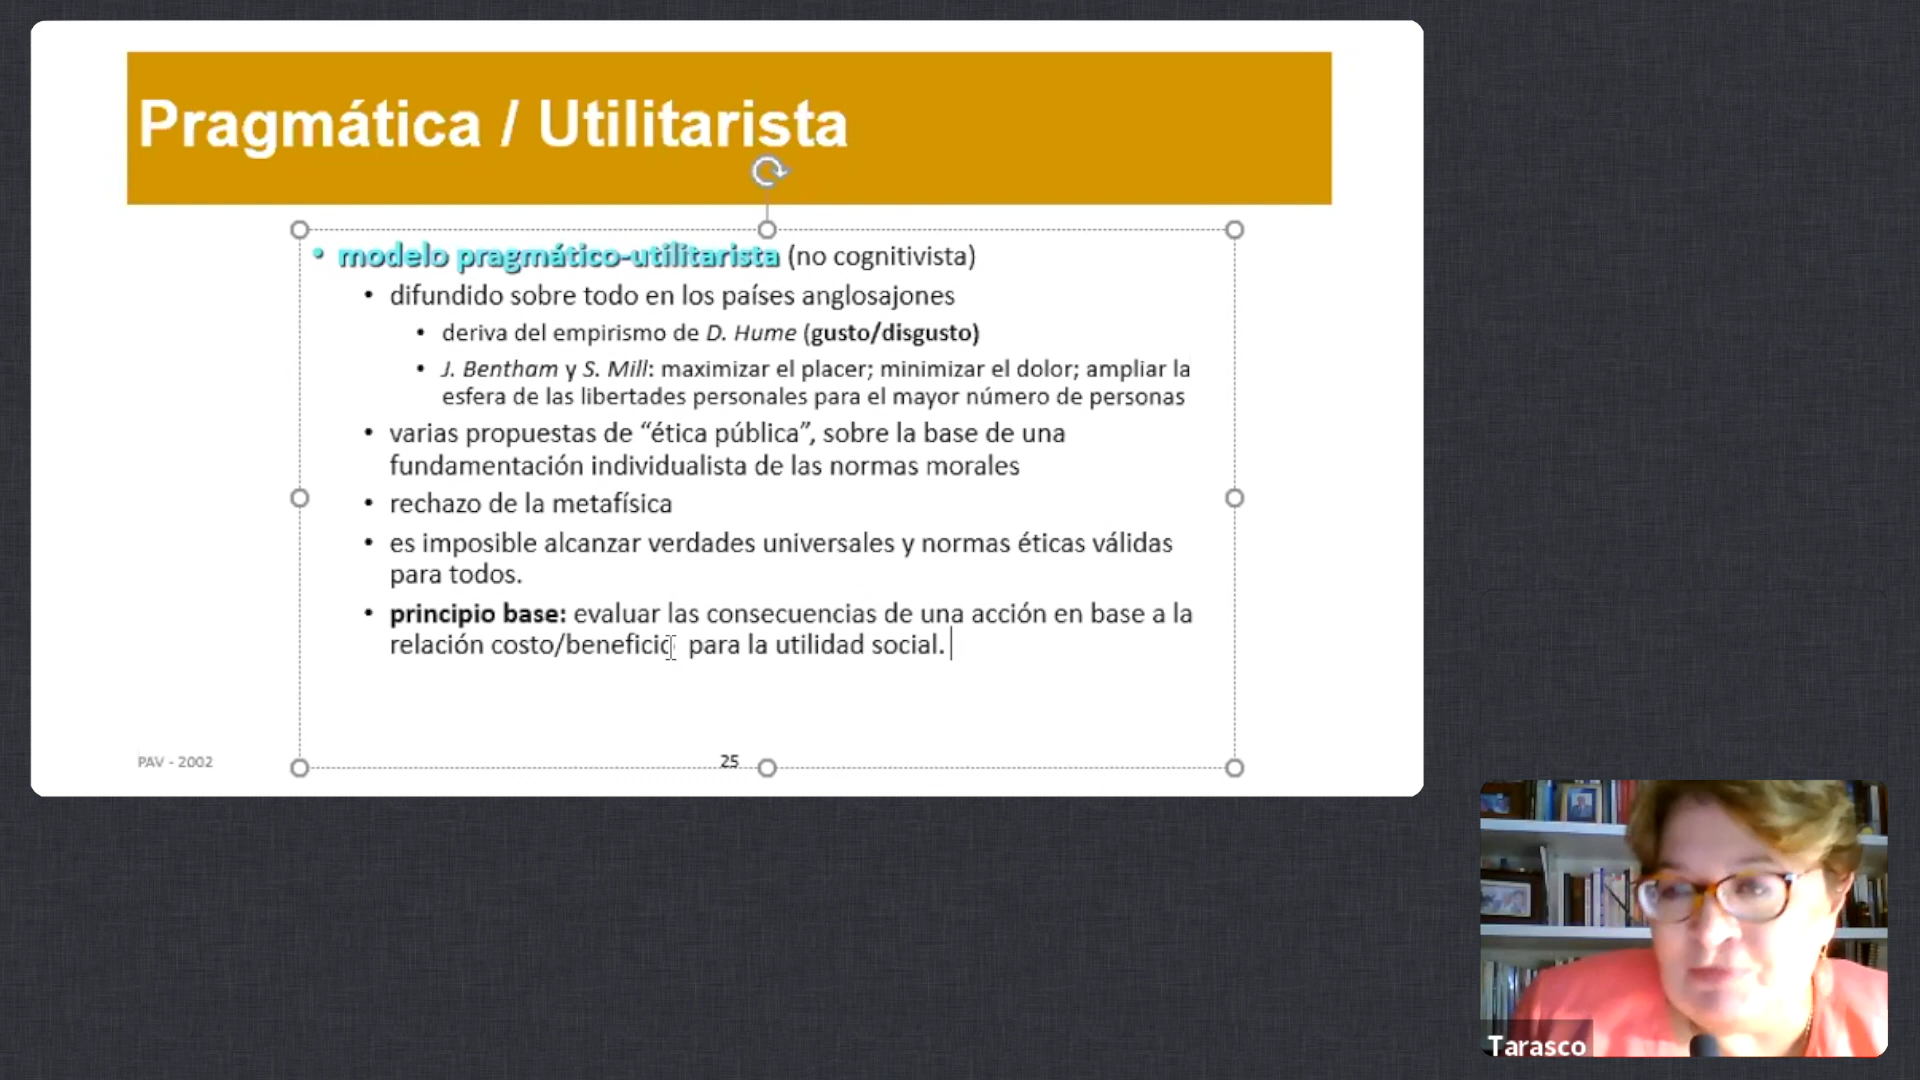 Pragmática / Utilitarista
• modelo pragmático-utilitarista (no cognitivista)
• difundido sobre todo en los países anglosajones
• deriva del empirismo de D. Hume (gusto/disgusto)
• J. Bentham y S. Mill: maximizar el placer; minimizar el dolor; ampliar la
esfera de las libertades personales para el mayor número de personas
• varias propuestas de “ética pública”, sobre la base de una
fundamentación individualista de las normas morales
• rechazo de la metafísica
• es imposible alcanzar verdades universales y normas éticas válidas
para todos.
• principio base: evaluar las consecuencias de una acción en base a la
relación costo/beneficio para la utilidad social.
PAV - 2002
25
Tarasco